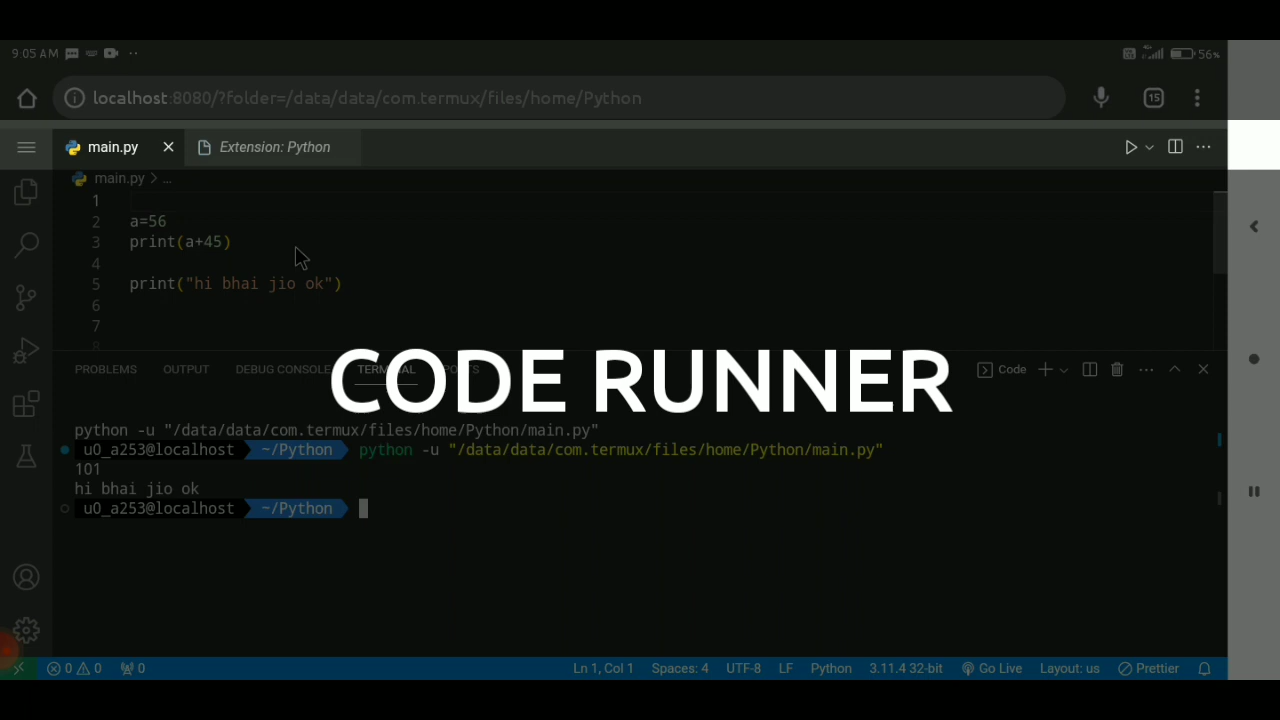 9:05 AM
56%
localhost:8080/?folder=/data/data/com.termux/files/home/Python
15
main.py
Extension: Python
main.py > ...
1
2 a=56
3 print(a+45)
4
5 print("hi bhai jio ok")
6
7
8
CODE RUNNER
PROBLEMS OUTPUT DEBUG CONSOLE TERMINAL
Code
python -u "/data/data/com.termux/files/home/Python/main.py"
u0_a253@localhost ~/Python python -u "/data/data/com.termux/files/home/Python/main.py"
101
hi bhai jio ok
u0_a253@localhost ~/Python
0 0 0 Ln 1, Col 1 Spaces: 4 UTF-8 LF Python 3.11.4 32-bit Go Live Layout: us Prettier